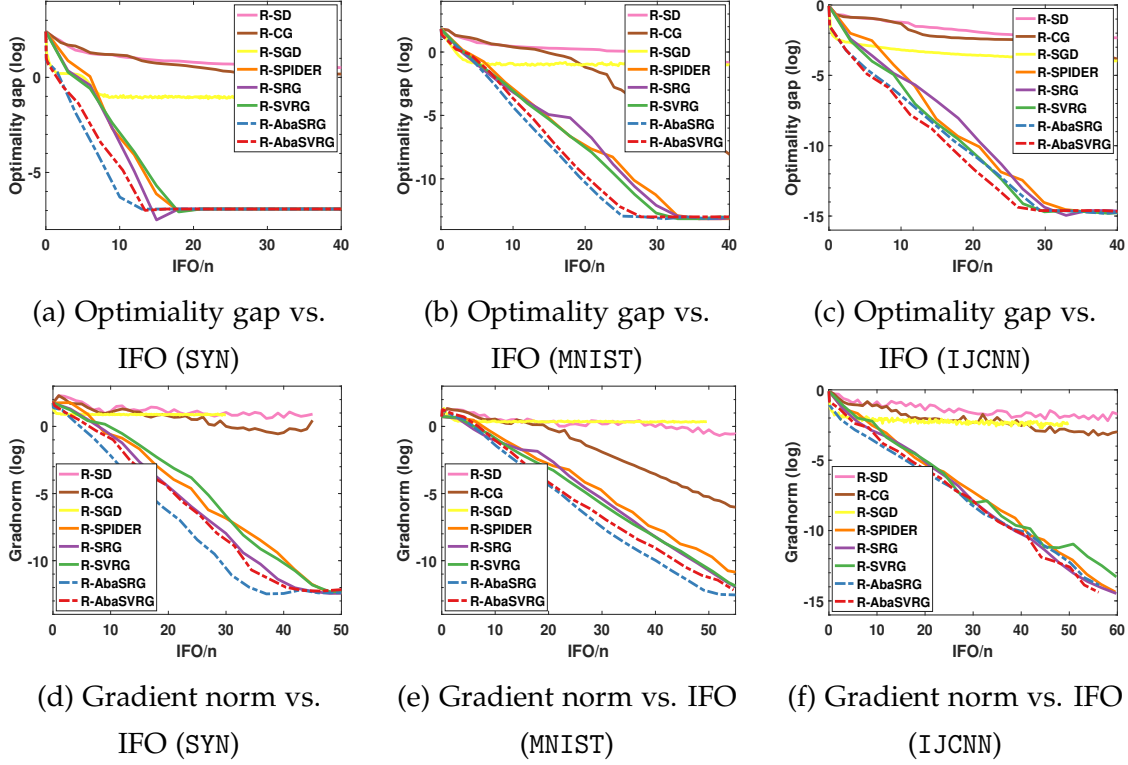 Optimality gap (log)
0
-5
R-SD
R-CG
R-SGD
R-SPIDER
R-SRG
R-SVRG
R-AbaSRG
R-AbaSVRG
0 10 20 30 40
IFO/n
(a) Optimiality gap vs.
IFO (SYN)
Optimality gap (log)
0
-5
-10
R-SD
R-CG
R-SGD
R-SPIDER
R-SRG
R-SVRG
R-AbaSRG
R-AbaSVRG
0 10 20 30 40
IFO/n
(b) Optimality gap vs.
IFO (MNIST)
Optimality gap (log)
0
-5
-10
-15
R-SD
R-CG
R-SGD
R-SPIDER
R-SRG
R-SVRG
R-AbaSRG
R-AbaSVRG
0 10 20 30 40
IFO/n
(c) Optimality gap vs.
IFO (IJCNN)
Gradnorm (log)
0
-5
-10
R-SD
R-CG
R-SGD
R-SPIDER
R-SRG
R-SVRG
R-AbaSRG
R-AbaSVRG
0 10 20 30 40 50
IFO/n
(d) Gradient norm vs.
IFO (SYN)
Gradnorm (log)
0
-5
-10
R-SD
R-CG
R-SGD
R-SPIDER
R-SRG
R-SVRG
R-AbaSRG
R-AbaSVRG
0 10 20 30 40 50
IFO/n
(e) Gradient norm vs. IFO
(MNIST)
Gradnorm (log)
0
-5
-10
-15
R-SD
R-CG
R-SGD
R-SPIDER
R-SRG
R-SVRG
R-AbaSRG
R-AbaSVRG
0 10 20 30 40 50 60
IFO/n
(f) Gradient norm vs. IFO
(IJCNN)